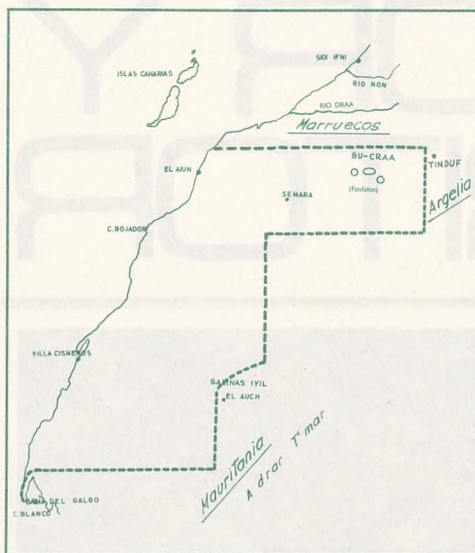 SIDI IFNI
ISLAS CANARIAS
RIO NON
RIO DRAA
Marruecos
BU-CRAA
TINDUF
EL AIUN
(Fosfatos)
SEMARA
Argelia
C.BOJADOR
VILLA CISNEROS
SALINAS IYIL
EL AUCH
Mauritania
A drar T'mar
BAHIA DEL GALGO
C.BLANCO